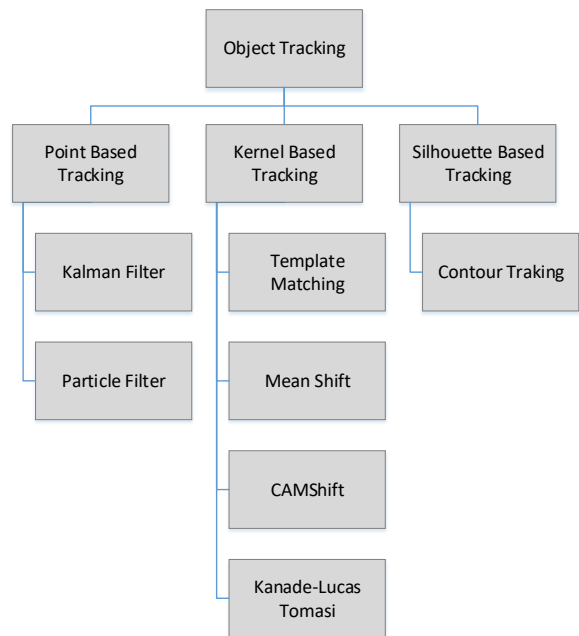 Object Tracking
Point Based
Tracking
Kernel Based
Tracking
Silhouette Based
Tracking
Kalman Filter
Template
Matching
Contour Traking
Particle Filter
Mean Shift
CAMShift
Kanade-Lucas
Tomasi